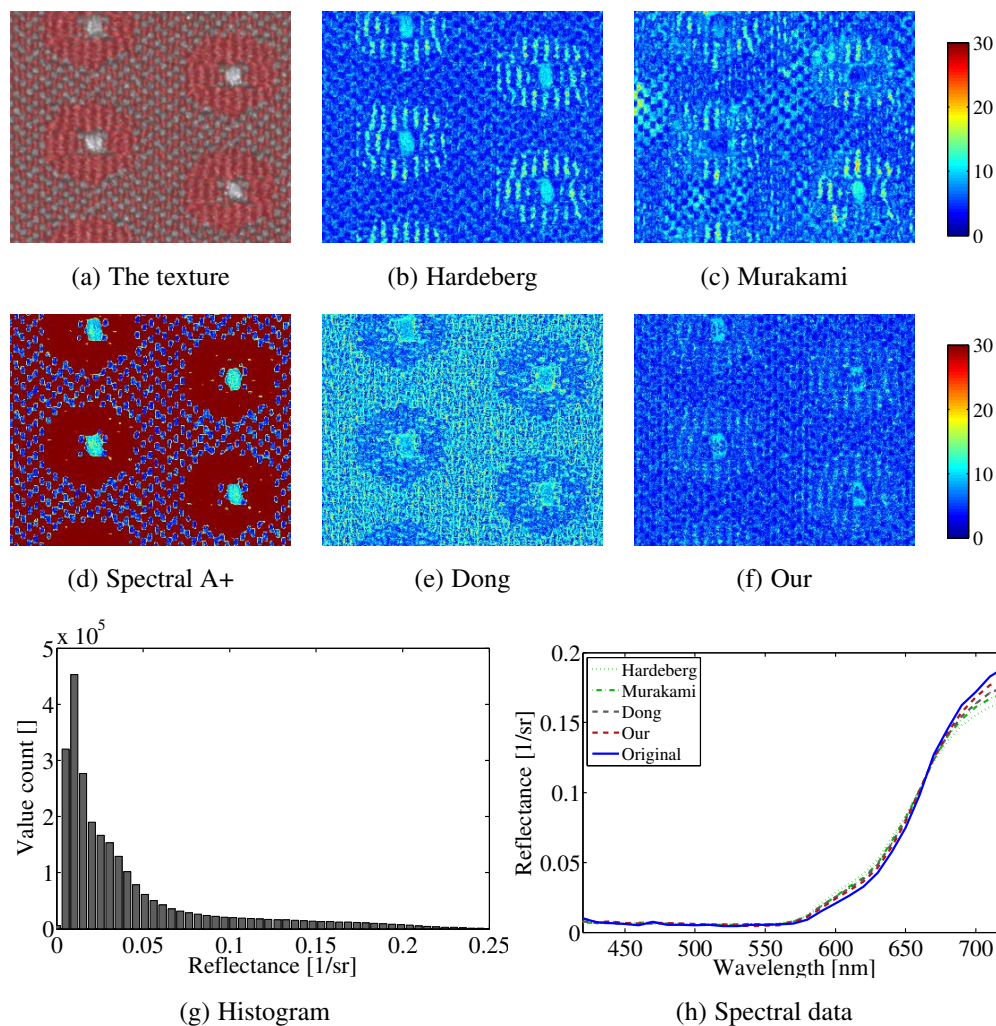 30
20
10
0
(a) The texture
(b) Hardeberg
(c) Murakami
30
20
10
0
(d) Spectral A+
(e) Dong
(f) Our
x 10^5
5
4
3
2
1
0
Value count []
0 0.05 0.1 0.15 0.2 0.25
Reflectance [1/sr]
(g) Histogram
0.2
0.15
0.1
0.05
0
Reflectance [1/sr]
Hardeberg
Murakami
Dong
Our
Original
450 500 550 600 650 700
Wavelength [nm]
(h) Spectral data